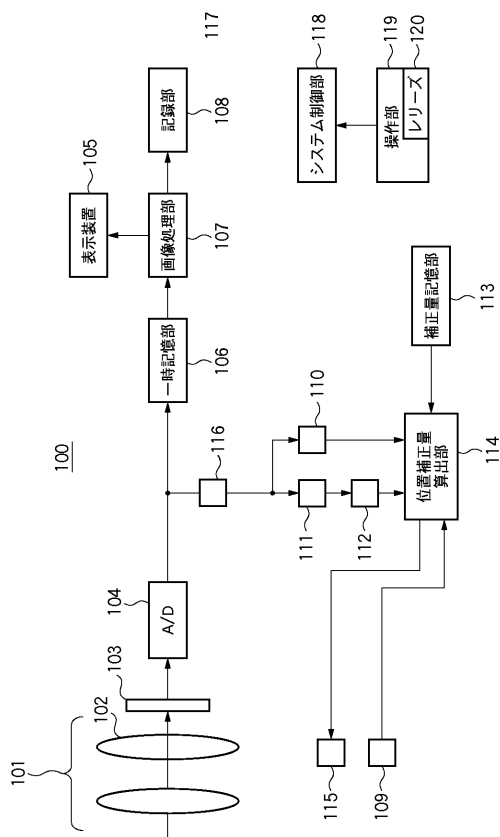 100
101
102
103
104
A/D
116
一時記憶部
106
画像処理部
107
表示装置
105
記録部
108
117
システム制御部
118
操作部
119
レリーズ
120
110
111
112
補正量記憶部
113
位置補正量
算出部
114
115
109